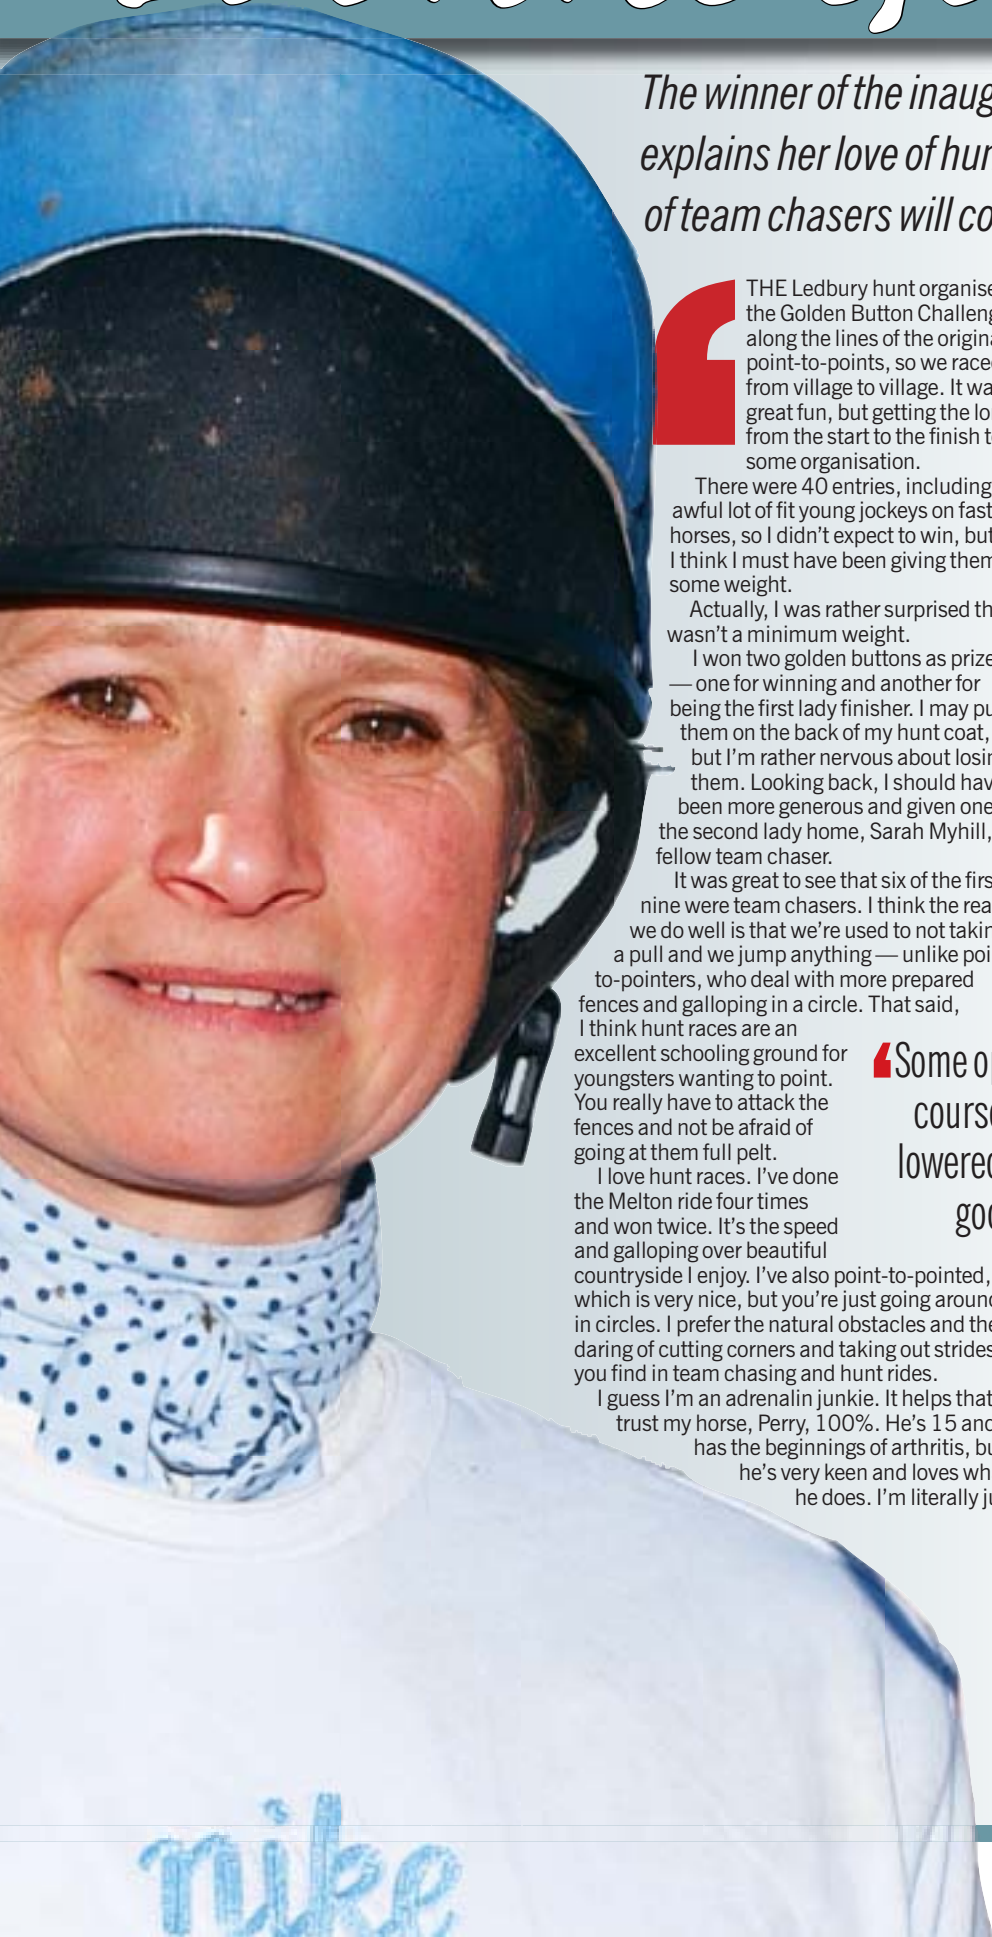 The winner of the inaug
explains her love of hun
of team chasers will co
THE Ledbury hunt organise
the Golden Button Challeng
along the lines of the origina
point-to-points, so we raced
from village to village. It wa
great fun, but getting the lo
from the start to the finish t
some organisation.
There were 40 entries, including
awful lot of fit young jockeys on fast
horses, so I didn't expect to win, but
I think I must have been giving them
some weight.
Actually, I was rather surprised th
wasn't a minimum weight.
I won two golden buttons as prize
— one for winning and another for
being the first lady finisher. I may pu
them on the back of my hunt coat,
but I'm rather nervous about losin
them. Looking back, I should hav
been more generous and given one
the second lady home, Sarah Myhill,
fellow team chaser.
It was great to see that six of the firs
nine were team chasers. I think the rea
we do well is that we're used to not takin
a pull and we jump anything — unlike poi
to-pointers, who deal with more prepared
fences and galloping in a circle. That said,
I think hunt races are an
excellent schooling ground for
youngsters wanting to point.
You really have to attack the
fences and not be afraid of
going at them full pelt.
I love hunt races. I've done
the Melton ride four times
and won twice. It's the speed
and galloping over beautiful
countryside I enjoy. I've also point-to-pointed,
which is very nice, but you're just going around
in circles. I prefer the natural obstacles and the
daring of cutting corners and taking out strides
you find in team chasing and hunt rides.
I guess I'm an adrenalin junkie. It helps that
trust my horse, Perry, 100%. He's 15 and
has the beginnings of arthritis, bu
he's very keen and loves wh
he does. I'm literally ju
‘Some op
course
lowered
goo
nike